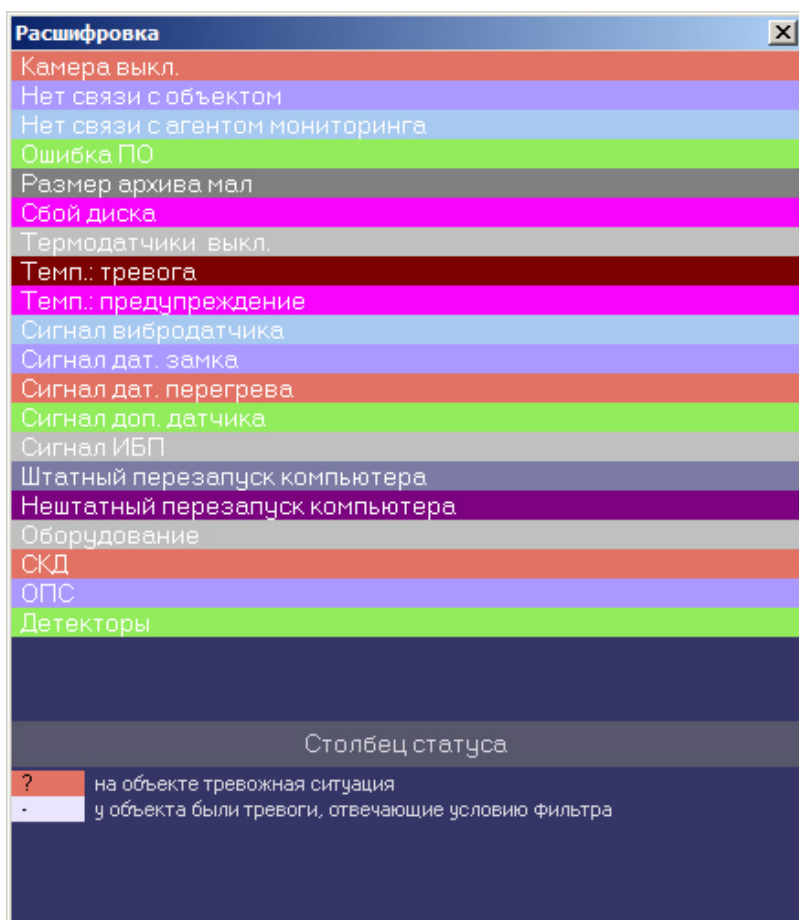 Расшифровка
Камера выкл.
Нет связи с объектом
Нет связи с агентом мониторинга
Ошибка ПО
Размер архива мал
Сбой диска
Термодатчики  выкл.
Темп.: тревога
Темп.: предупреждение
Сигнал вибродатчика
Сигнал дат. замка
Сигнал дат. перегрева
Сигнал доп. датчика
Сигнал ИБП
Штатный перезапуск компьютера
Нештатный перезапуск компьютера
Оборудование
СКД
ОПС
Детекторы
Столбец статуса
? на объекте тревожная ситуация
- у объекта были тревоги, отвечающие условию фильтра